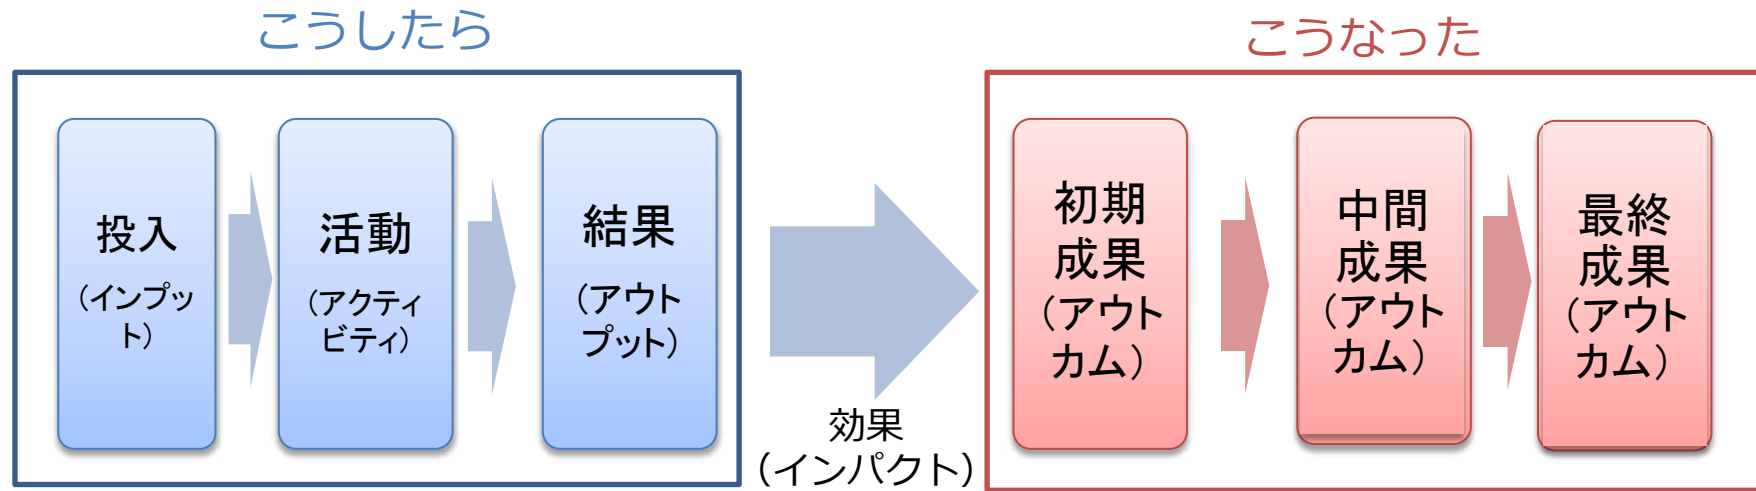 こうしたら
投入
（インプッ
ト）
活動
（アクティ
ビティ）
結果
（アウト
プット）
効果
（インパクト）
こうなった
初期
成果
（アウト
カム）
中間
成果
（アウト
カム）
最終
成果
（アウト
カム）